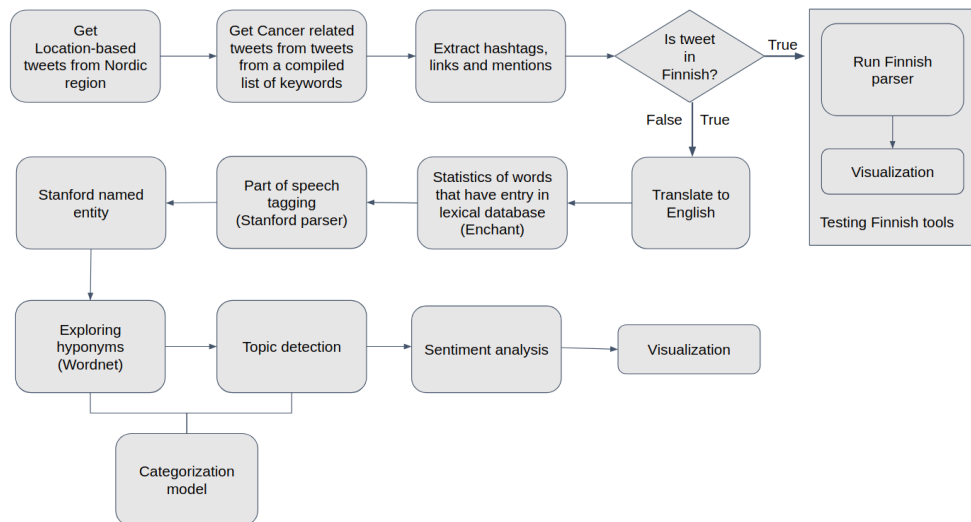 Get
Location-based
tweets from Nordic
region
Get Cancer related
tweets from tweets
from a compiled
list of keywords
Extract hashtags,
links and mentions
Is tweet
in
Finnish?
True
Run Finnish
parser
Visualization
Testing Finnish tools
False
True
Translate to
English
Statistics of words
that have entry in
lexical database
(Enchant)
Part of speech
tagging
(Stanford parser)
Stanford named
entity
Exploring
hyponyms
(Wordnet)
Topic detection
Sentiment analysis
Visualization
Categorization
model